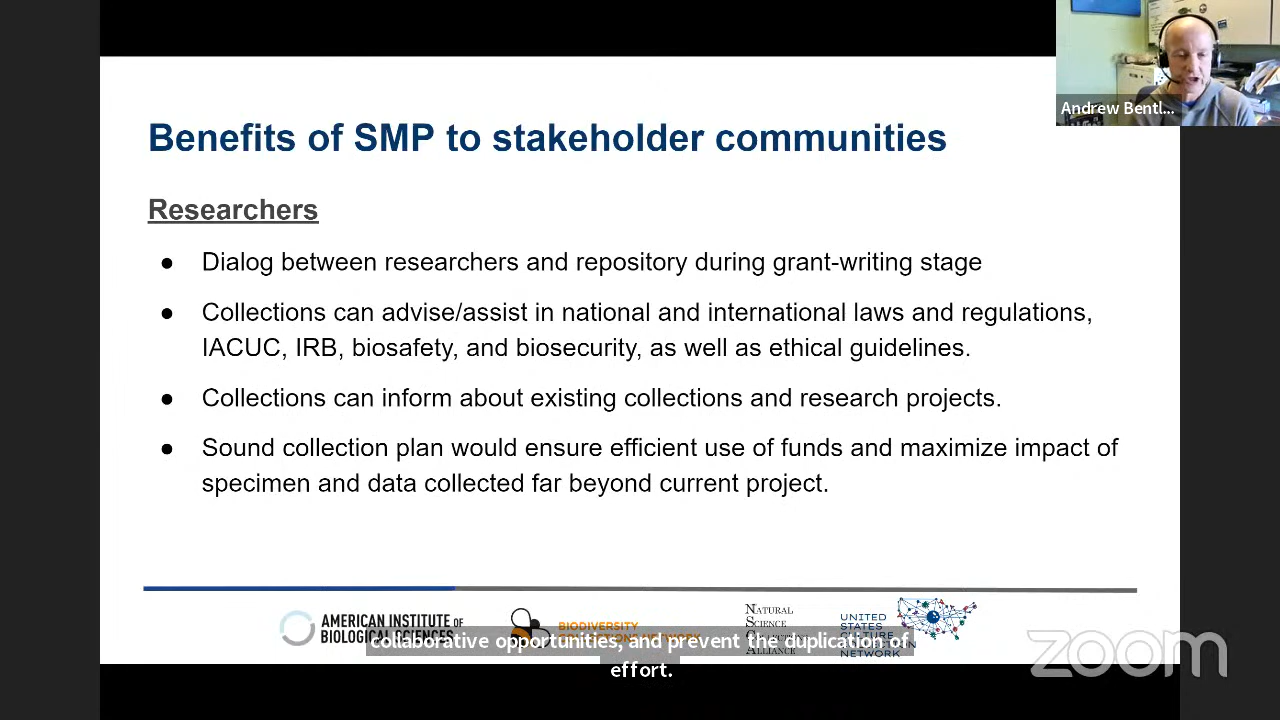 Andrew Bentl...
Benefits of SMP to stakeholder communities
Researchers
● Dialog between researchers and repository during grant-writing stage
● Collections can advise/assist in national and international laws and regulations,
IACUC, IRB, biosafety, and biosecurity, as well as ethical guidelines.
● Collections can inform about existing collections and research projects.
● Sound collection plan would ensure efficient use of funds and maximize impact of
specimen and data collected far beyond current project.
AMERICAN INSTITUTE OF
BIOLOGICAL SCIENCES
BIODIVERSITY
NATURAL
SCIENCE
ALLIANCE
UNITED
STATES
CULTURE
NETWORK
collaborative opportunities, and prevent the duplication of
effort.
zoom